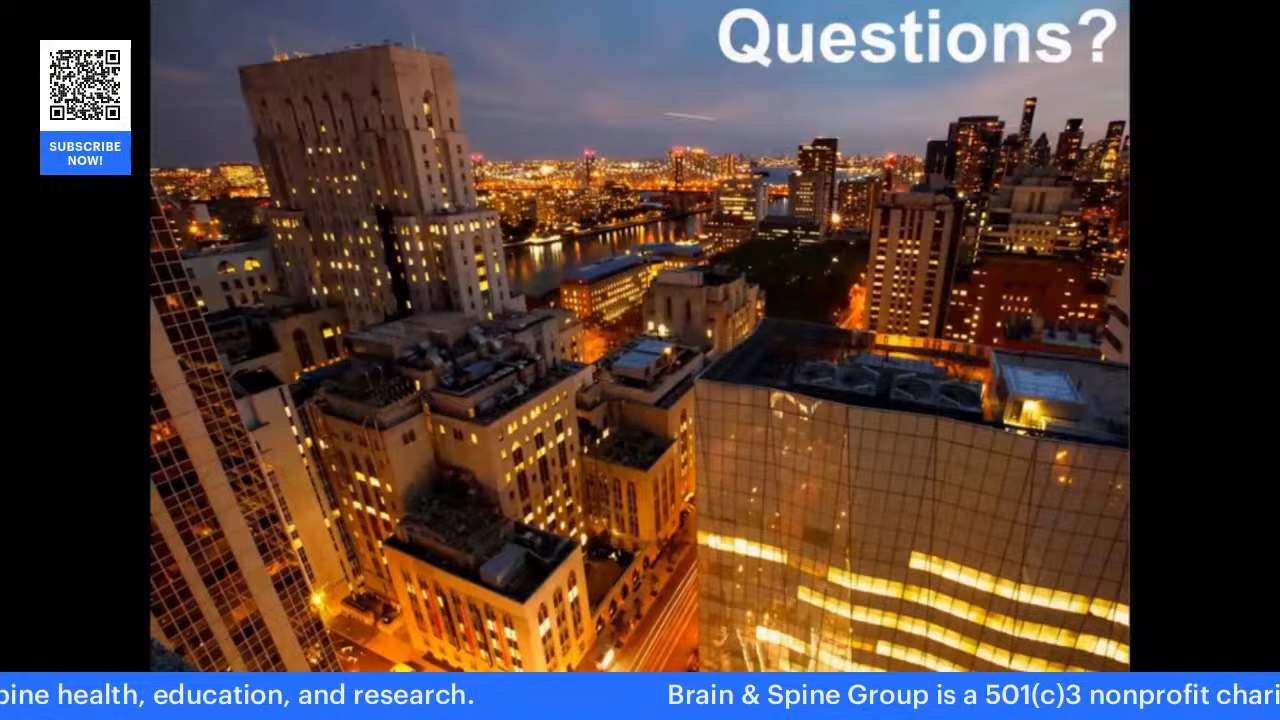 Questions?
SUBSCRIBE
NOW!
pine health, education, and research.
Brain & Spine Group is a 501(c)3 nonprofit chari